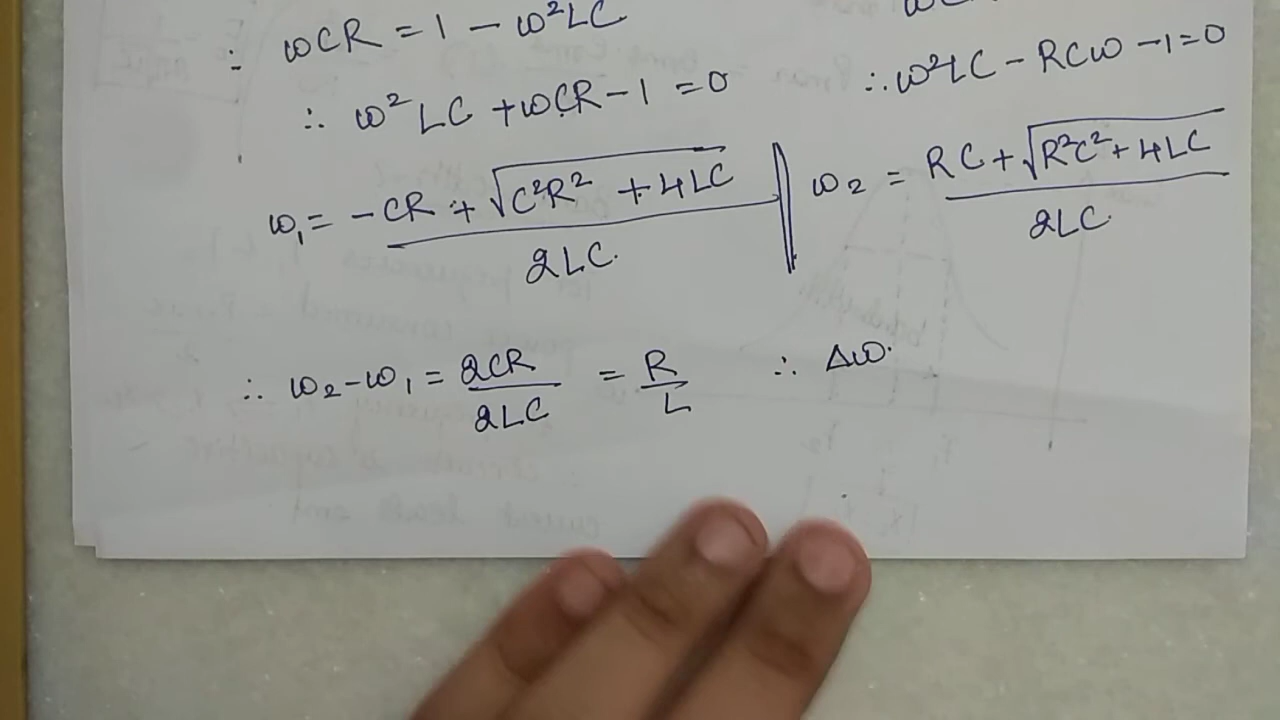 ∴ ωCR = 1 - ω²LC
∴ ω²LC + ωCR - 1 = 0
∴ ω²LC - RCω - 1 = 0
ω₁ = -CR + √(C²R² + 4LC) / 2LC
ω₂ = RC + √(R²C² + 4LC) / 2LC
∴ ω₂ - ω₁ = 2CR / 2LC = R / L ∴ Δω